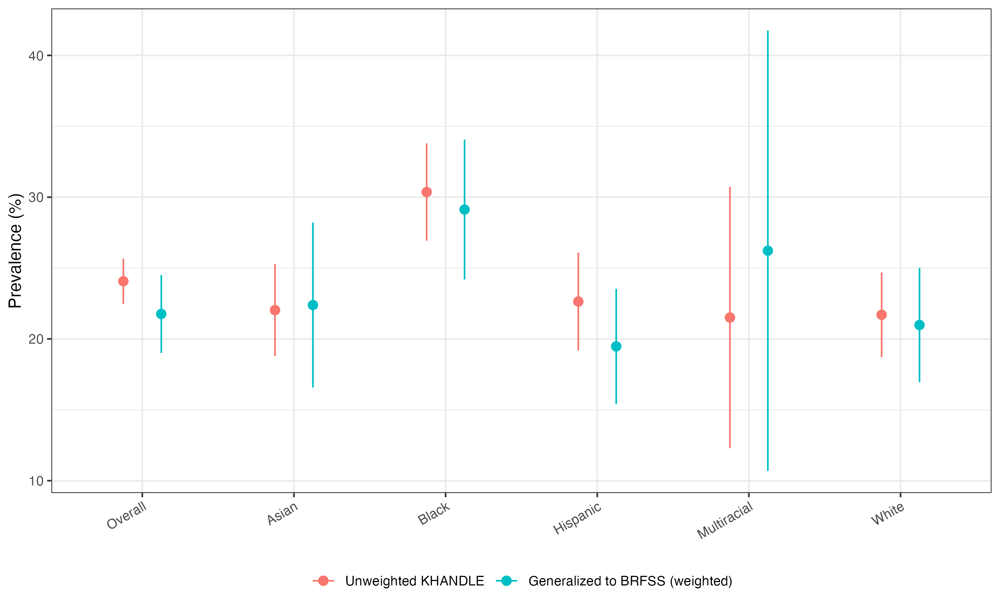 Prevalence (%)
40
30
20
10
Overall
Asian
Black
Hispanic
Multiracial
White
Unweighted KHANDLE
Generalized to BRFSS (weighted)